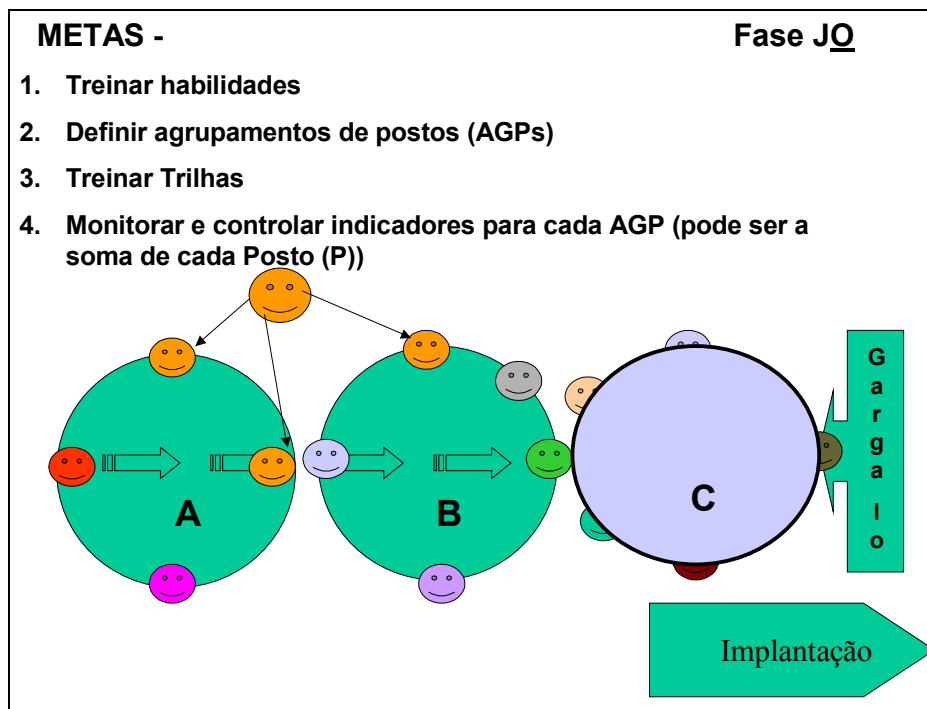 METAS - Fase JO
1. Treinar habilidades
2. Definir agrupamentos de postos (AGPs)
3. Treinar Trilhas
4. Monitorar e controlar indicadores para cada AGP (pode ser a
soma de cada Posto (P))
A
B
C
G
a
r
g
a
l
o
Implantação